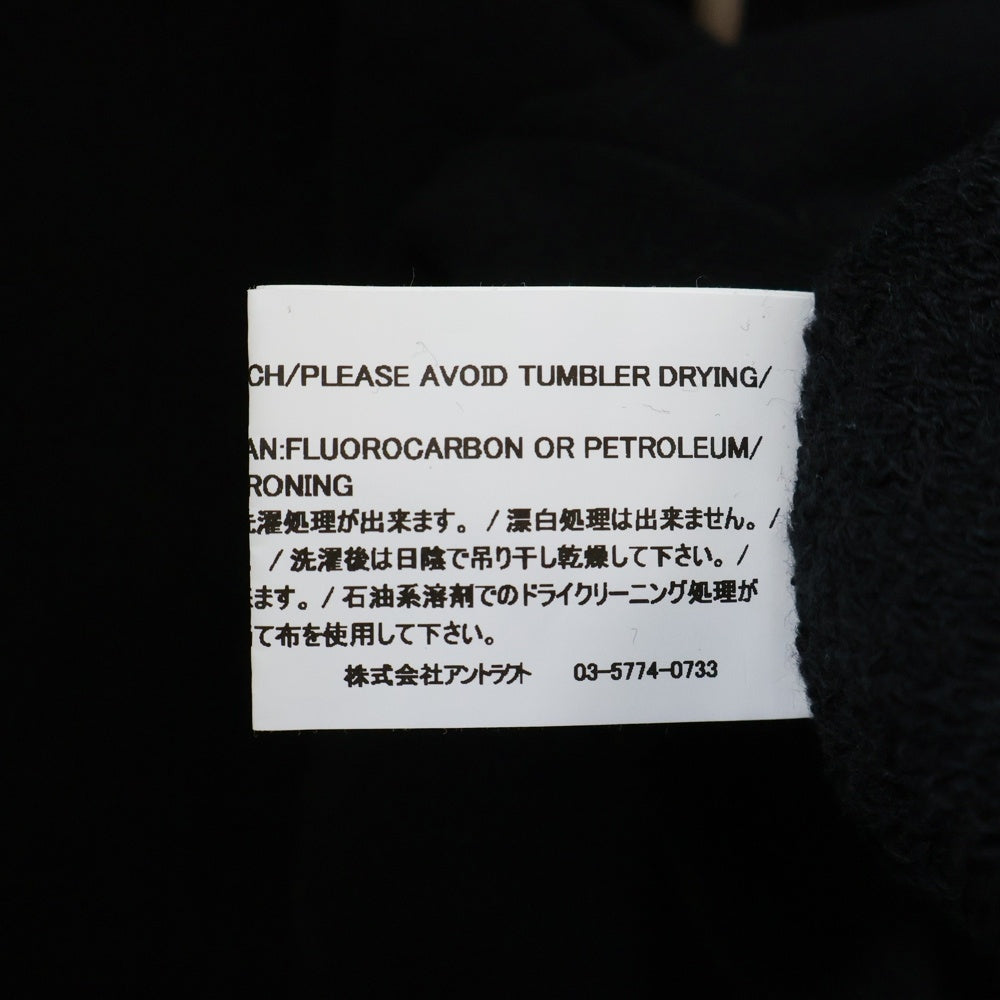 CH/PLEASE AVOID TUMBLER DRYING/
AN:FLUOROCARBON OR PETROLEUM/
RONING
濯処理が出来ます。/漂白処理は出来ません。/
/洗濯後は日陰で吊り干し乾燥して下さい。/
ます。/石油系溶剤でのドライクリーニング処理が
て布を使用して下さい。
株式会社アントラクト 03-5774-0733